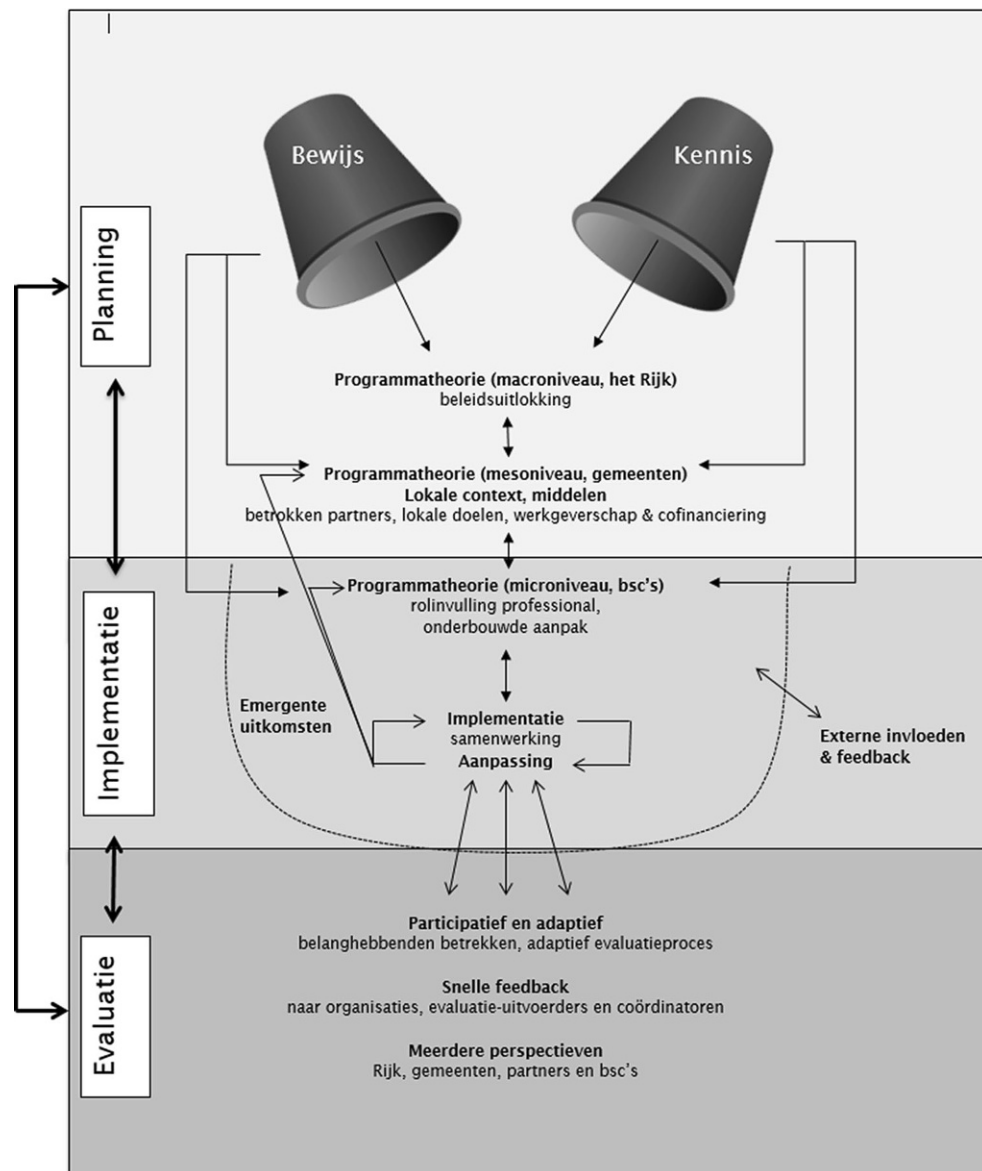 Bewijs
Kennis
Planning
Programmatheorie (macroniveau, het Rijk)
beleidsuitlokking
Programmatheorie (mesoniveau, gemeenten)
Lokale context, middelen
betrokken partners, lokale doelen, werkgeverschap & cofinanciering
Implementatie
Programmatheorie (microniveau, bsc's)
rolinvulling professional,
onderbouwde aanpak
Emergente
uitkomsten
Implementatie
samenwerking
Aanpassing
Externe invloeden
& feedback
Evaluatie
Participatief en adaptief
belanghebbenden betrekken, adaptief evaluatieproces
Snelle feedback
naar organisaties, evaluatie-uitvoerders en coördinatoren
Meerdere perspectieven
Rijk, gemeenten, partners en bsc's